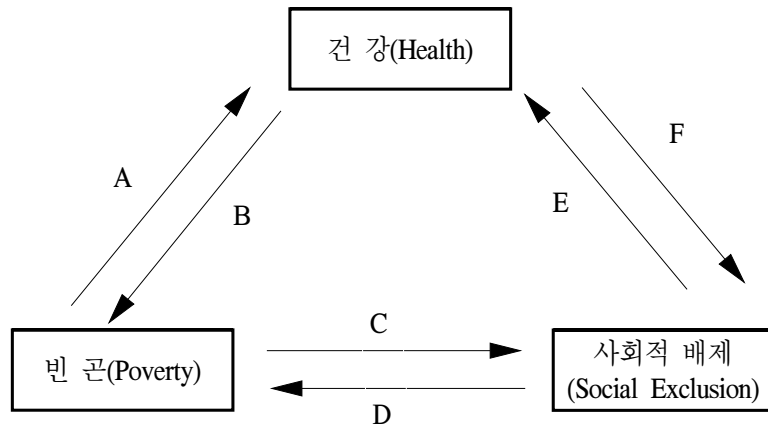 건 강(Health)
A
B
E
F
빈 곤(Poverty)
C
D
사회적 배제
(Social Exclusion)